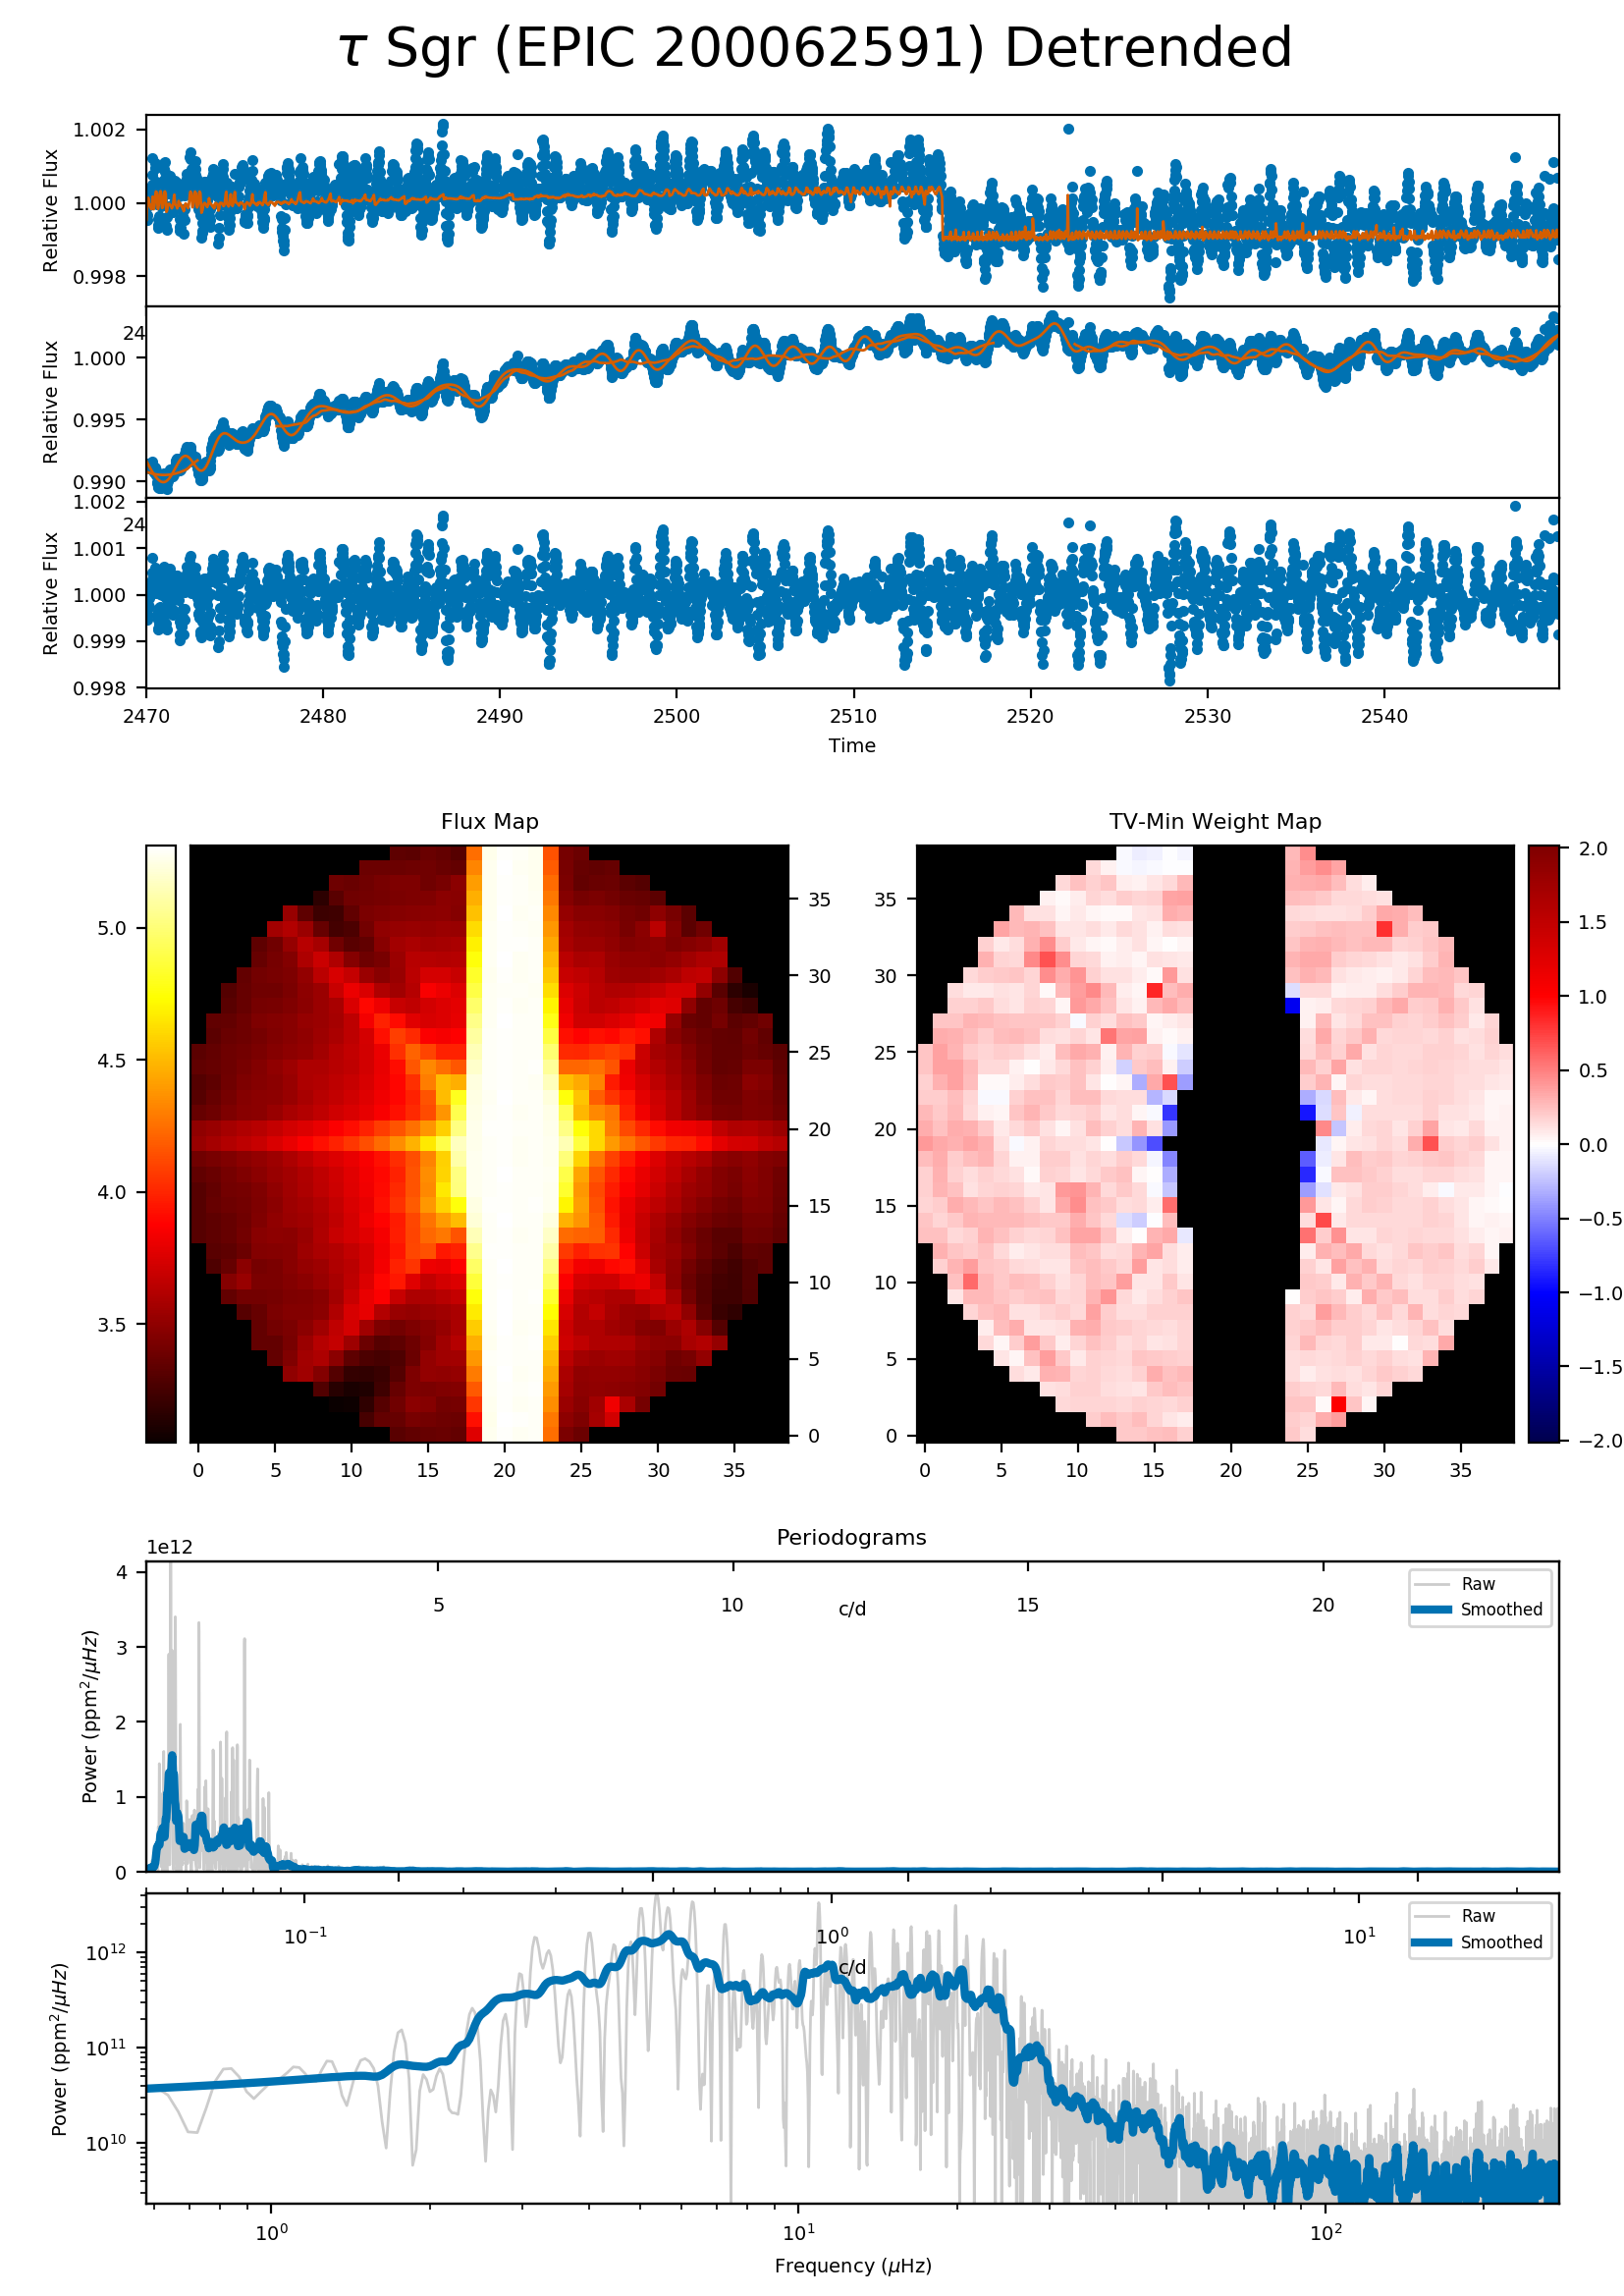 τ Sgr (EPIC 200062591) Detrended
1.002
1.000
0.998
Relative Flux
24
1.000
0.995
0.990
Relative Flux
24
1.002
1.001
1.000
0.999
0.998
Relative Flux
2470 2480 2490 2500 2510 2520 2530 2540
Time
Flux Map
TV-Min Weight Map
5.0
4.5
4.0
3.5
35
30
25
20
15
10
5
0
0 5 10 15 20 25 30 35
35
30
25
20
15
10
5
0
0 5 10 15 20 25 30 35
2.0
1.5
1.0
0.5
0.0
−0.5
−1.0
−1.5
−2.0
Periodograms
1e12
4
3
2
1
0
Power (ppm²/μHz)
5 10 15 20
c/d
Raw
Smoothed
10⁻¹ 10⁰ 10¹
c/d
Raw
Smoothed
10¹²
10¹¹
10¹⁰
Power (ppm²/μHz)
10⁰ 10¹ 10²
Frequency (μHz)